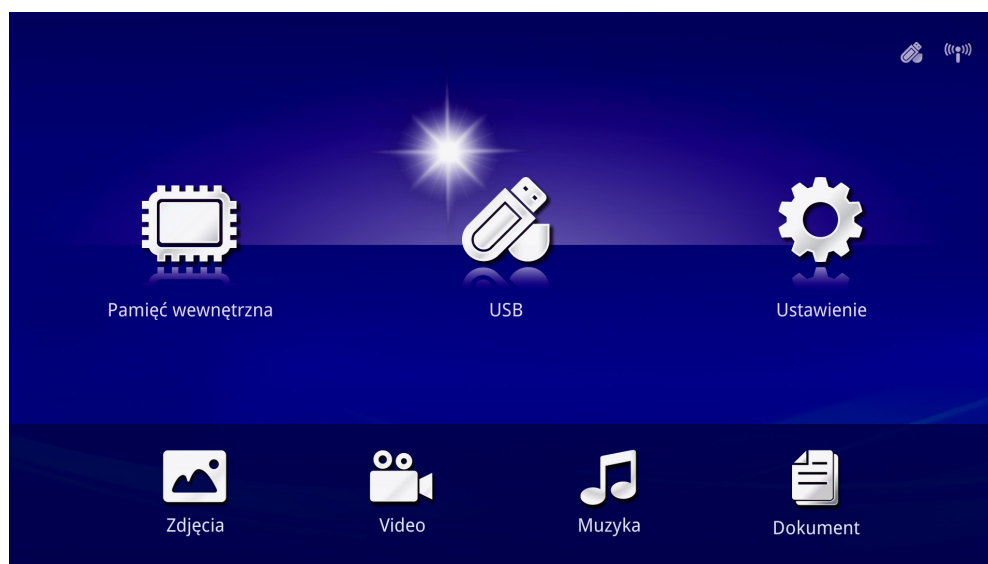 Pamięć wewnętrzna
USB
Ustawienie
Zdjęcia
Video
Muzyka
Dokument